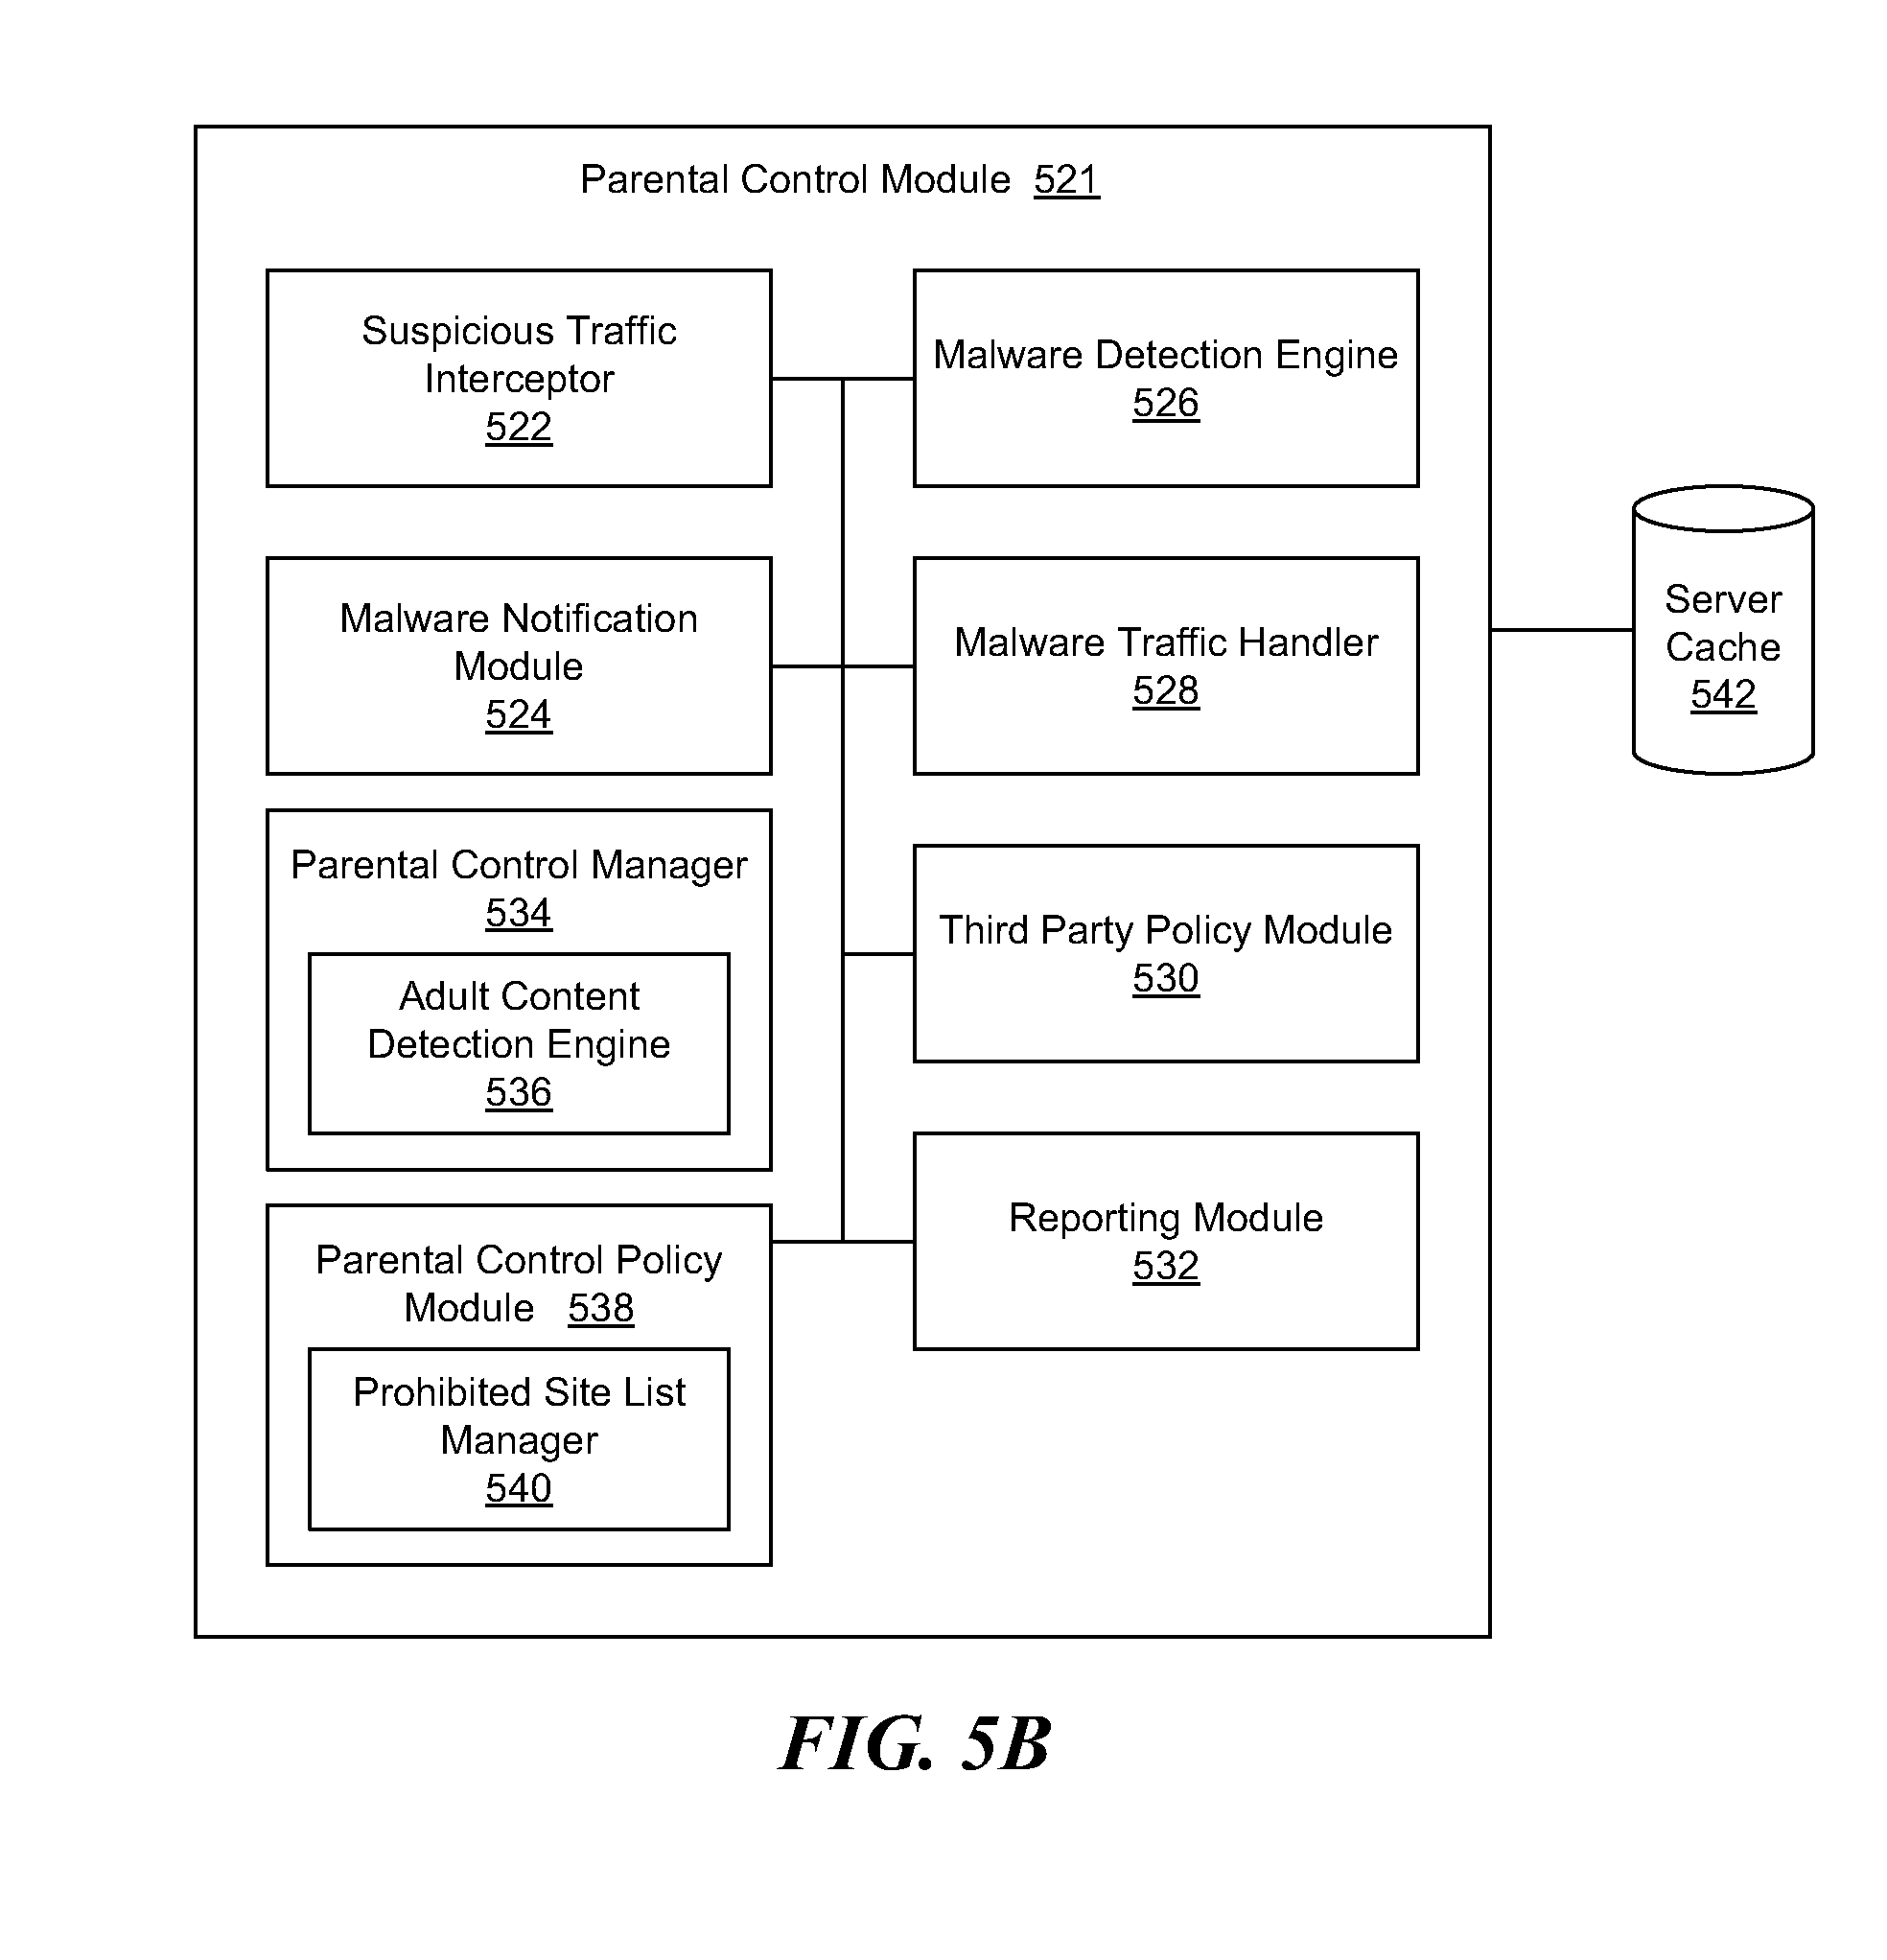 Parental Control Module 521
Suspicious Traffic
Interceptor
522
Malware Detection Engine
526
Malware Notification
Module
524
Malware Traffic Handler
528
Server
Cache
542
Parental Control Manager
534
Adult Content
Detection Engine
536
Third Party Policy Module
530
Parental Control Policy
Module 538
Prohibited Site List
Manager
540
Reporting Module
532
FIG. 5B